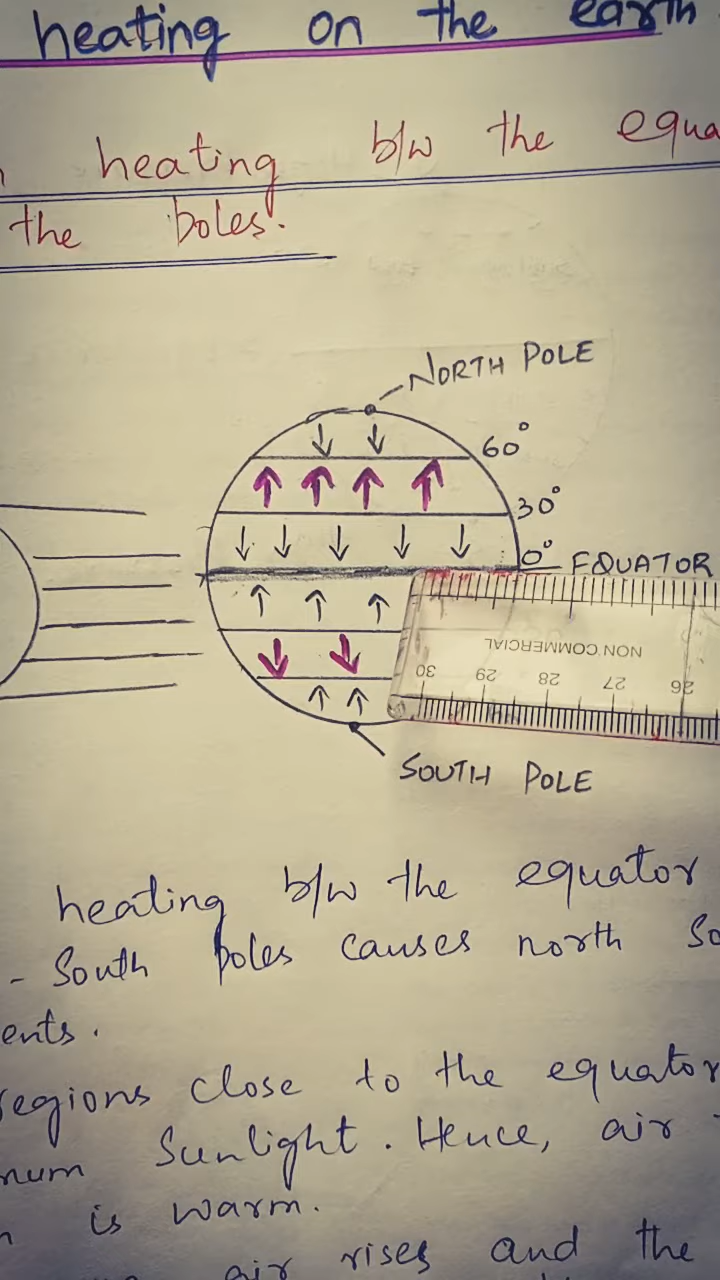 heating on the earth
heating b/w the equa
the poles.
NORTH POLE
60°
30°
0° EQUATOR
NON COMMERCIAL
30 29 28 27 26
SOUTH POLE
heating b/w the equator
- South poles causes north So
ents.
regions close to the equator
num Sunlight. Hence, air
is warm.
air rises and the